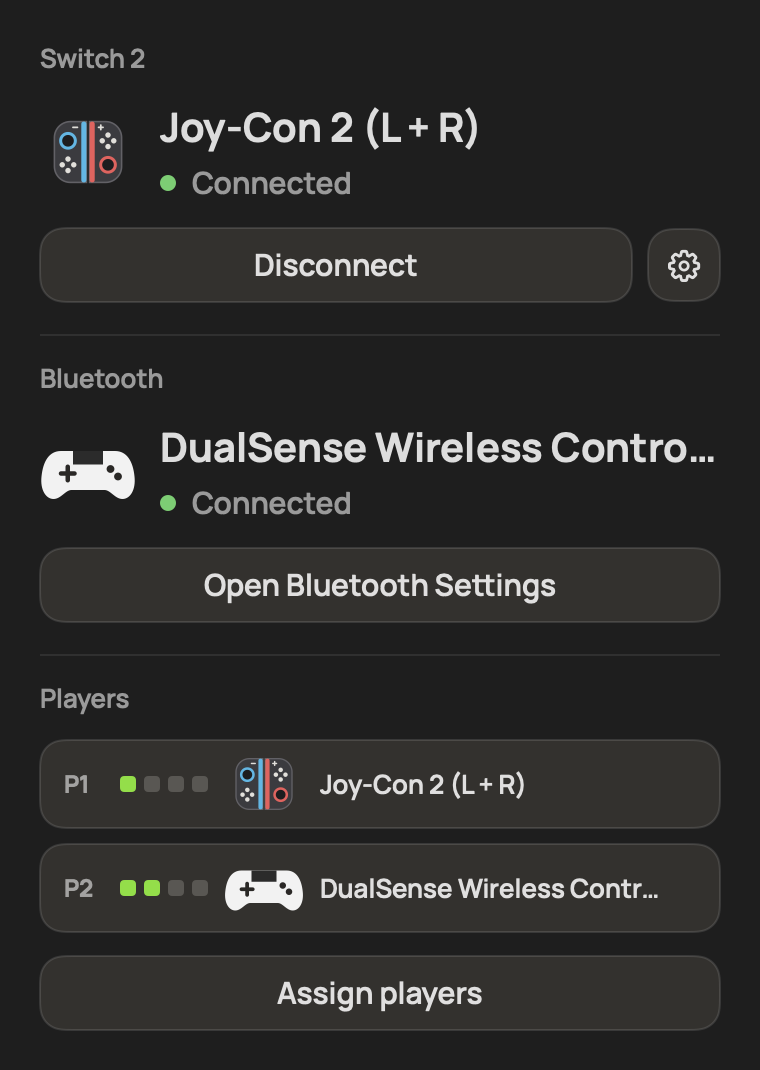 Switch 2
Joy-Con 2 (L + R)
Connected
Disconnect
Bluetooth
DualSense Wireless Contro...
Connected
Open Bluetooth Settings
Players
P1 Joy-Con 2 (L + R)
P2 DualSense Wireless Contr...
Assign players